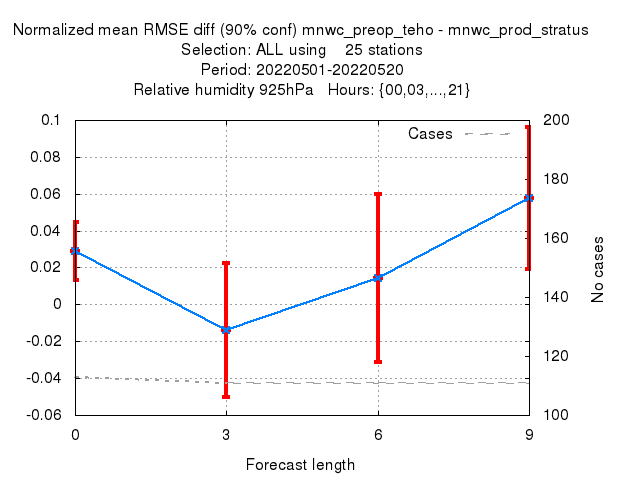 Normalized mean RMSE diff (90% conf) mnwc_preop_teho - mnwc_prod_stratus
Selection: ALL using    25 stations
Period: 20220501-20220520
Relative humidity 925hPa   Hours: {00,03,...,21}
0.1
0.08
0.06
0.04
0.02
0
-0.02
-0.04
-0.06
Cases
200
180
160
140
120
100
No cases
0 3 6 9
Forecast length